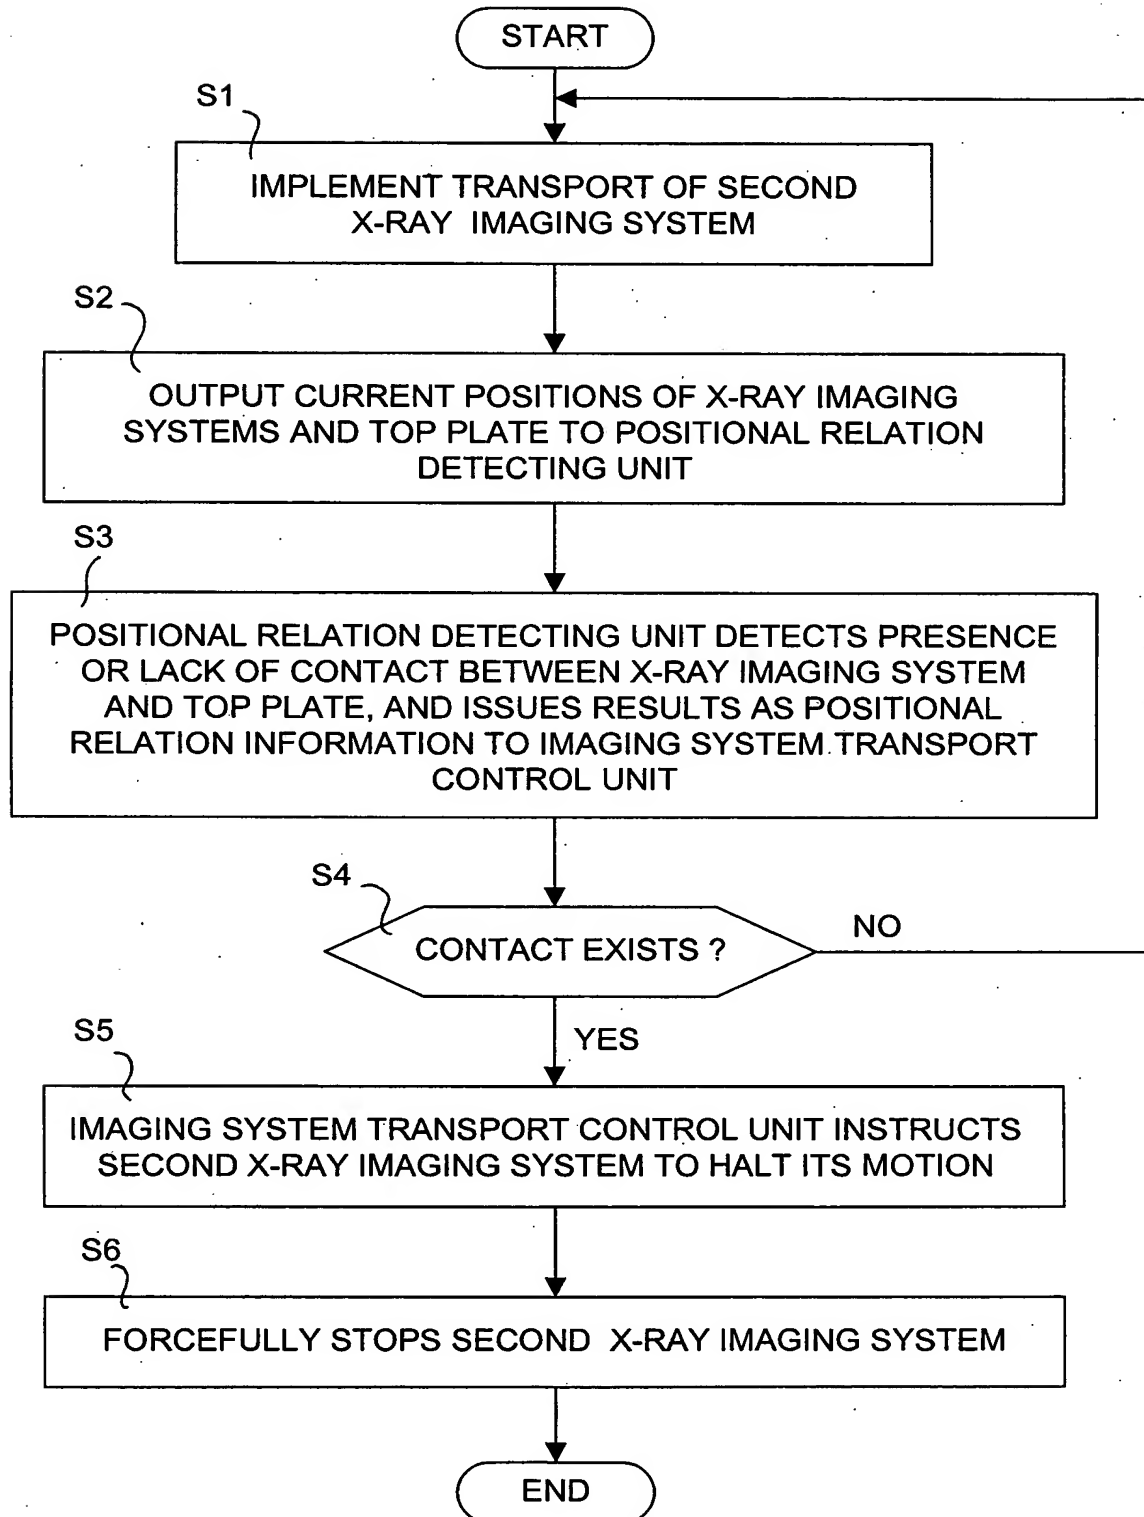 START
S1
IMPLEMENT TRANSPORT OF SECOND
X-RAY IMAGING SYSTEM
S2
OUTPUT CURRENT POSITIONS OF X-RAY IMAGING
SYSTEMS AND TOP PLATE TO POSITIONAL RELATION
DETECTING UNIT
S3
POSITIONAL RELATION DETECTING UNIT DETECTS PRESENCE
OR LACK OF CONTACT BETWEEN X-RAY IMAGING SYSTEM
AND TOP PLATE, AND ISSUES RESULTS AS POSITIONAL
RELATION INFORMATION TO IMAGING SYSTEM TRANSPORT
CONTROL UNIT
S4
CONTACT EXISTS ?
NO
YES
S5
IMAGING SYSTEM TRANSPORT CONTROL UNIT INSTRUCTS
SECOND X-RAY IMAGING SYSTEM TO HALT ITS MOTION
S6
FORCEFULLY STOPS SECOND X-RAY IMAGING SYSTEM
END